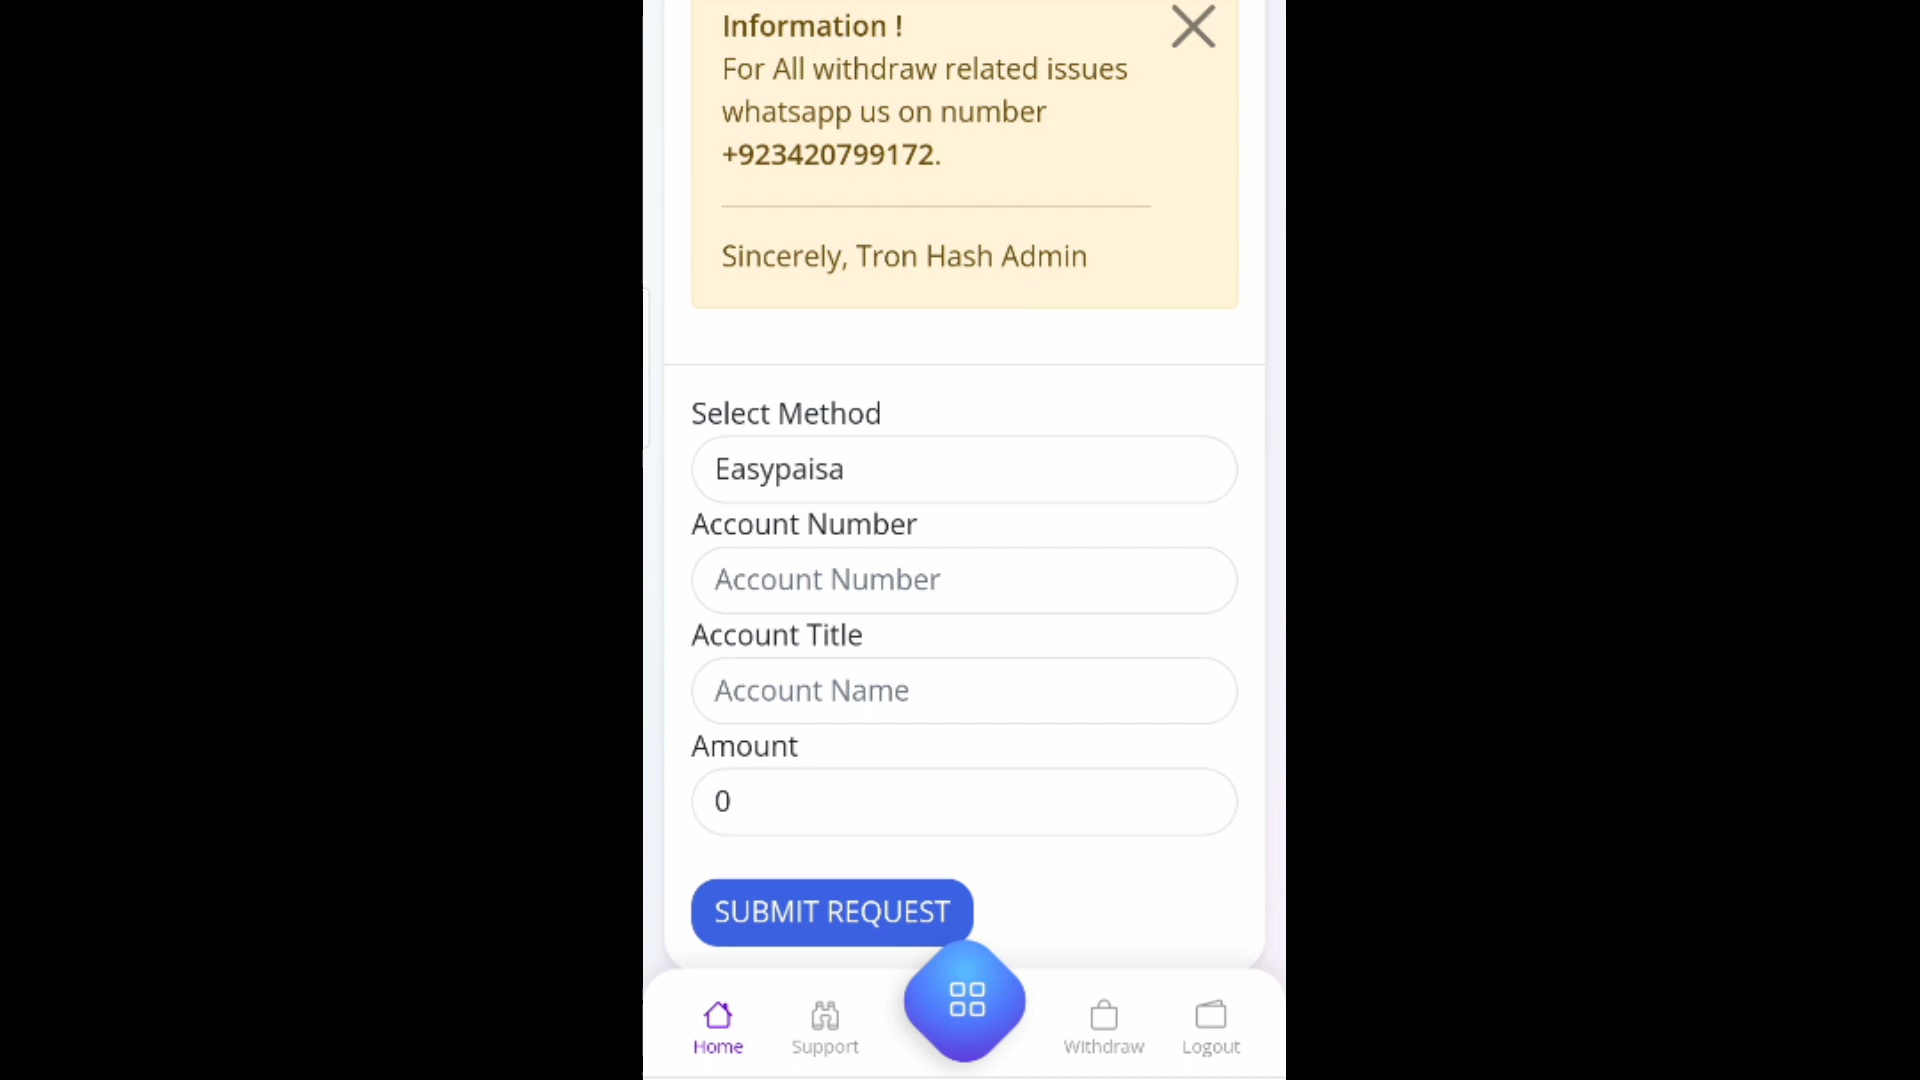 Information !
For All withdraw related issues
whatsapp us on number
+923420799172.
Sincerely, Tron Hash Admin
Select Method
Easypaisa
Account Number
Account Number
Account Title
Account Name
Amount
0
SUBMIT REQUEST
Home
Support
Withdraw
Logout